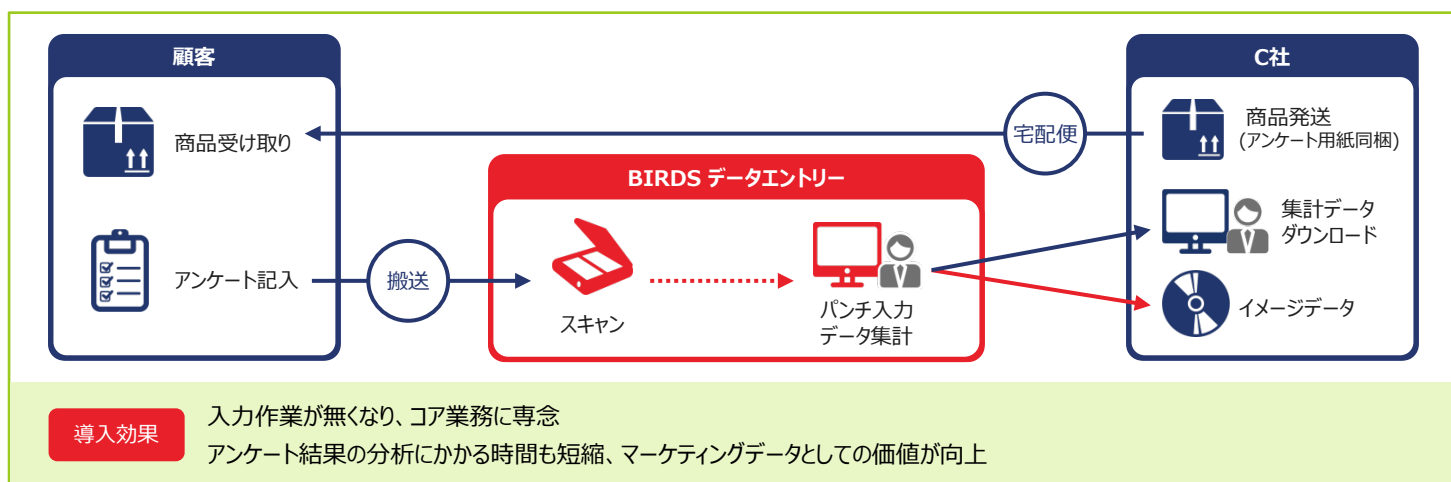 顧客
商品受け取り
アンケート記入
搬送
BIRDS データエントリー
スキャン
パンチ入力
データ集計
宅配便
C社
商品発送
(アンケート用紙同梱)
集計データ
ダウンロード
イメージデータ
導入効果
入力作業が無くなり、コア業務に専念
アンケート結果の分析にかかる時間も短縮、マーケティングデータとしての価値が向上